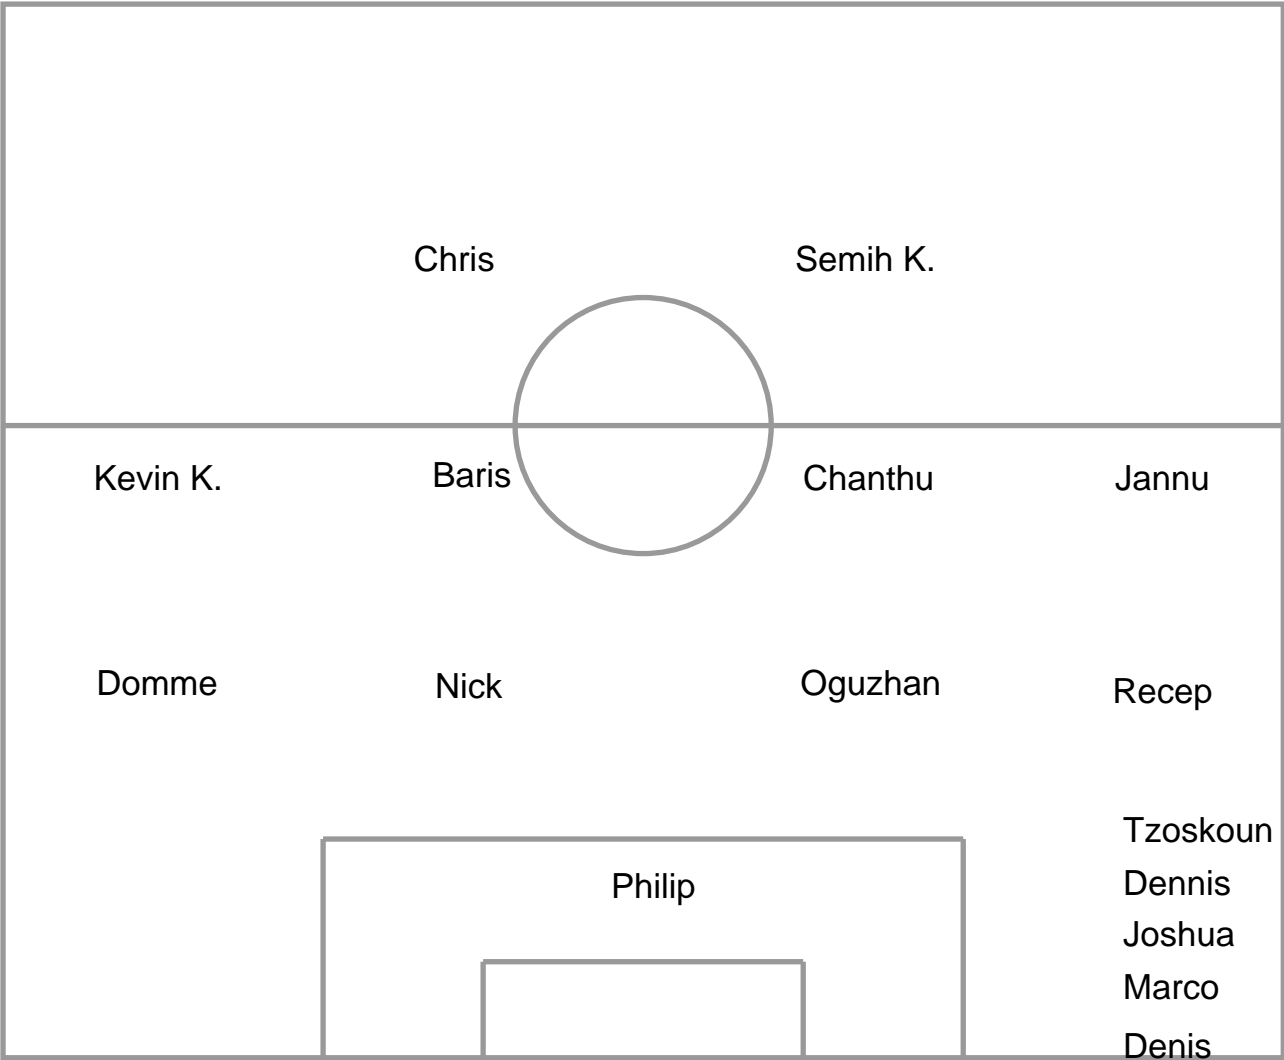 Chris Semih K.
Kevin K. Baris Chanthu Jannu
Domme Nick Oguzhan Recep
Tzoskoun
Philip Dennis
Joshua
Marco
Denis